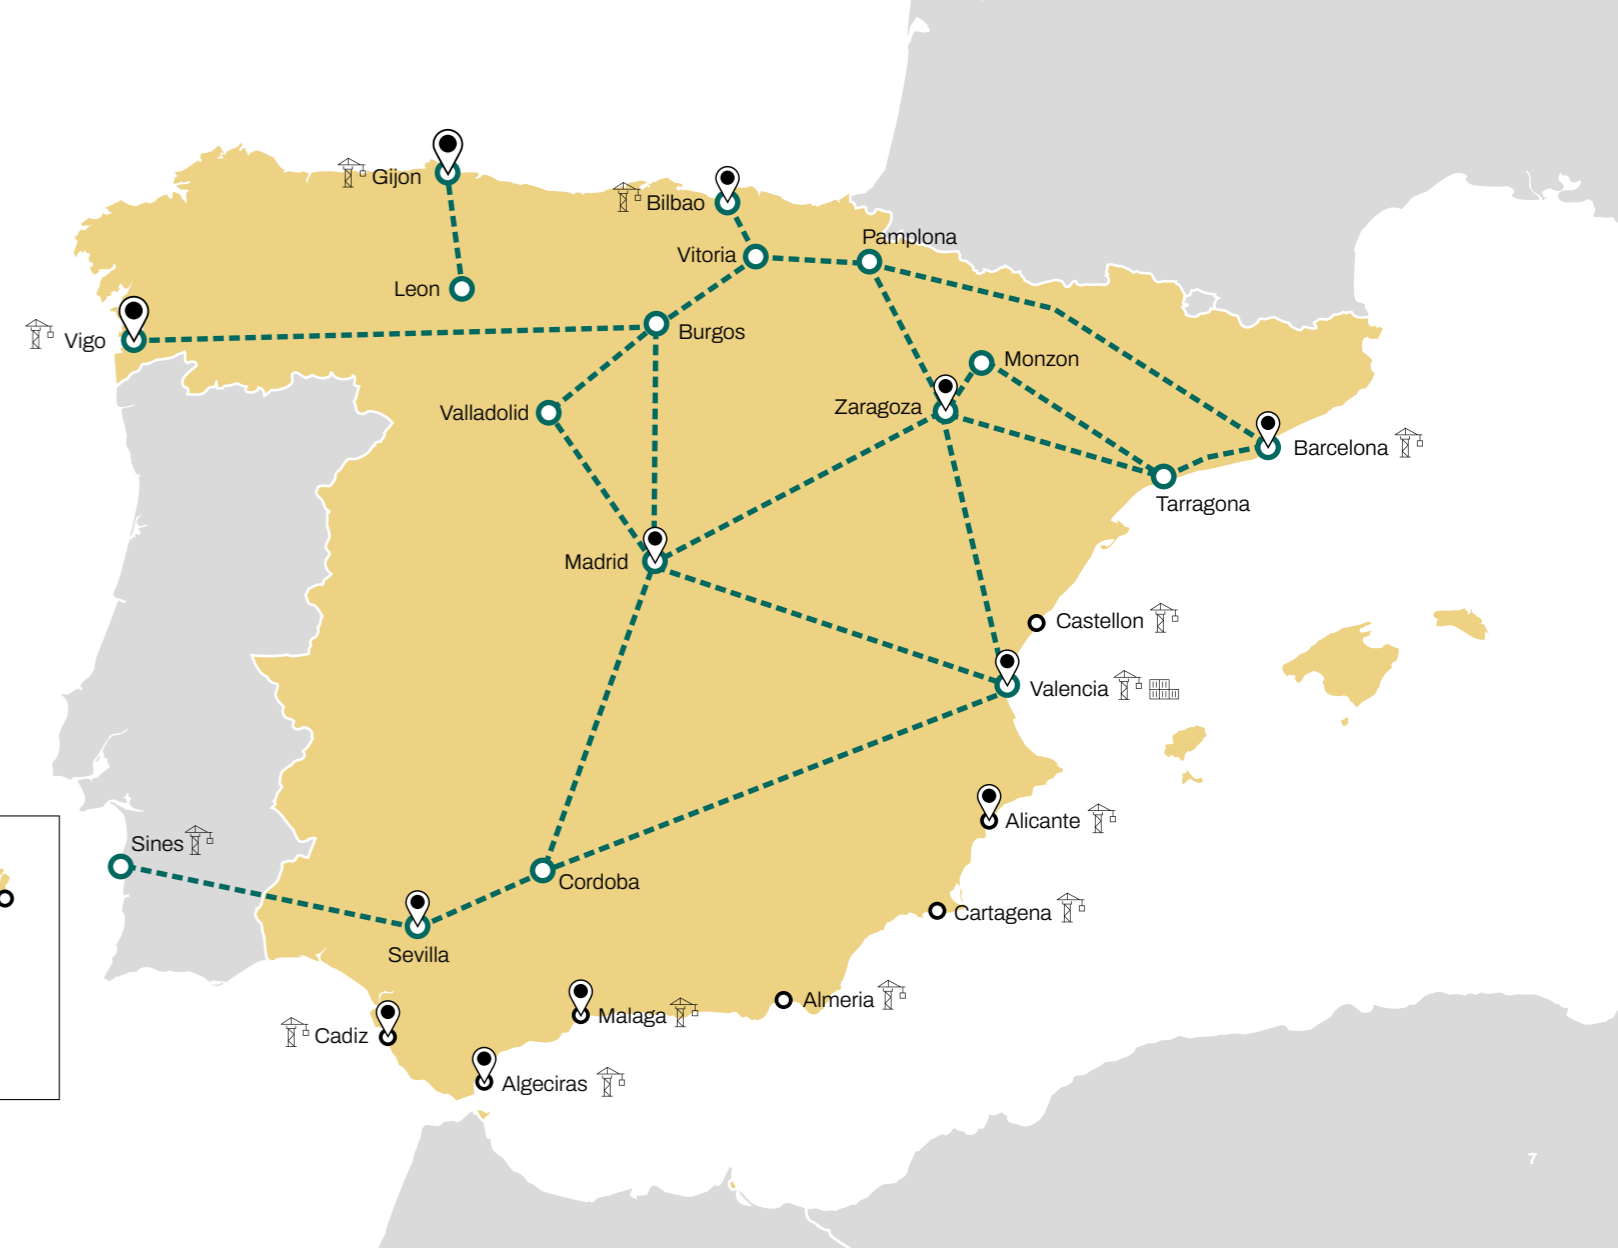 Gijon
Bilbao
Pamplona
Vitoria
Leon
Burgos
Vigo
Monzon
Zaragoza
Valladolid
Barcelona
Tarragona
Madrid
Castellon
Valencia
Alicante
Sines
Cordoba
Cartagena
Sevilla
Almeria
Malaga
Cadiz
Algeciras
7